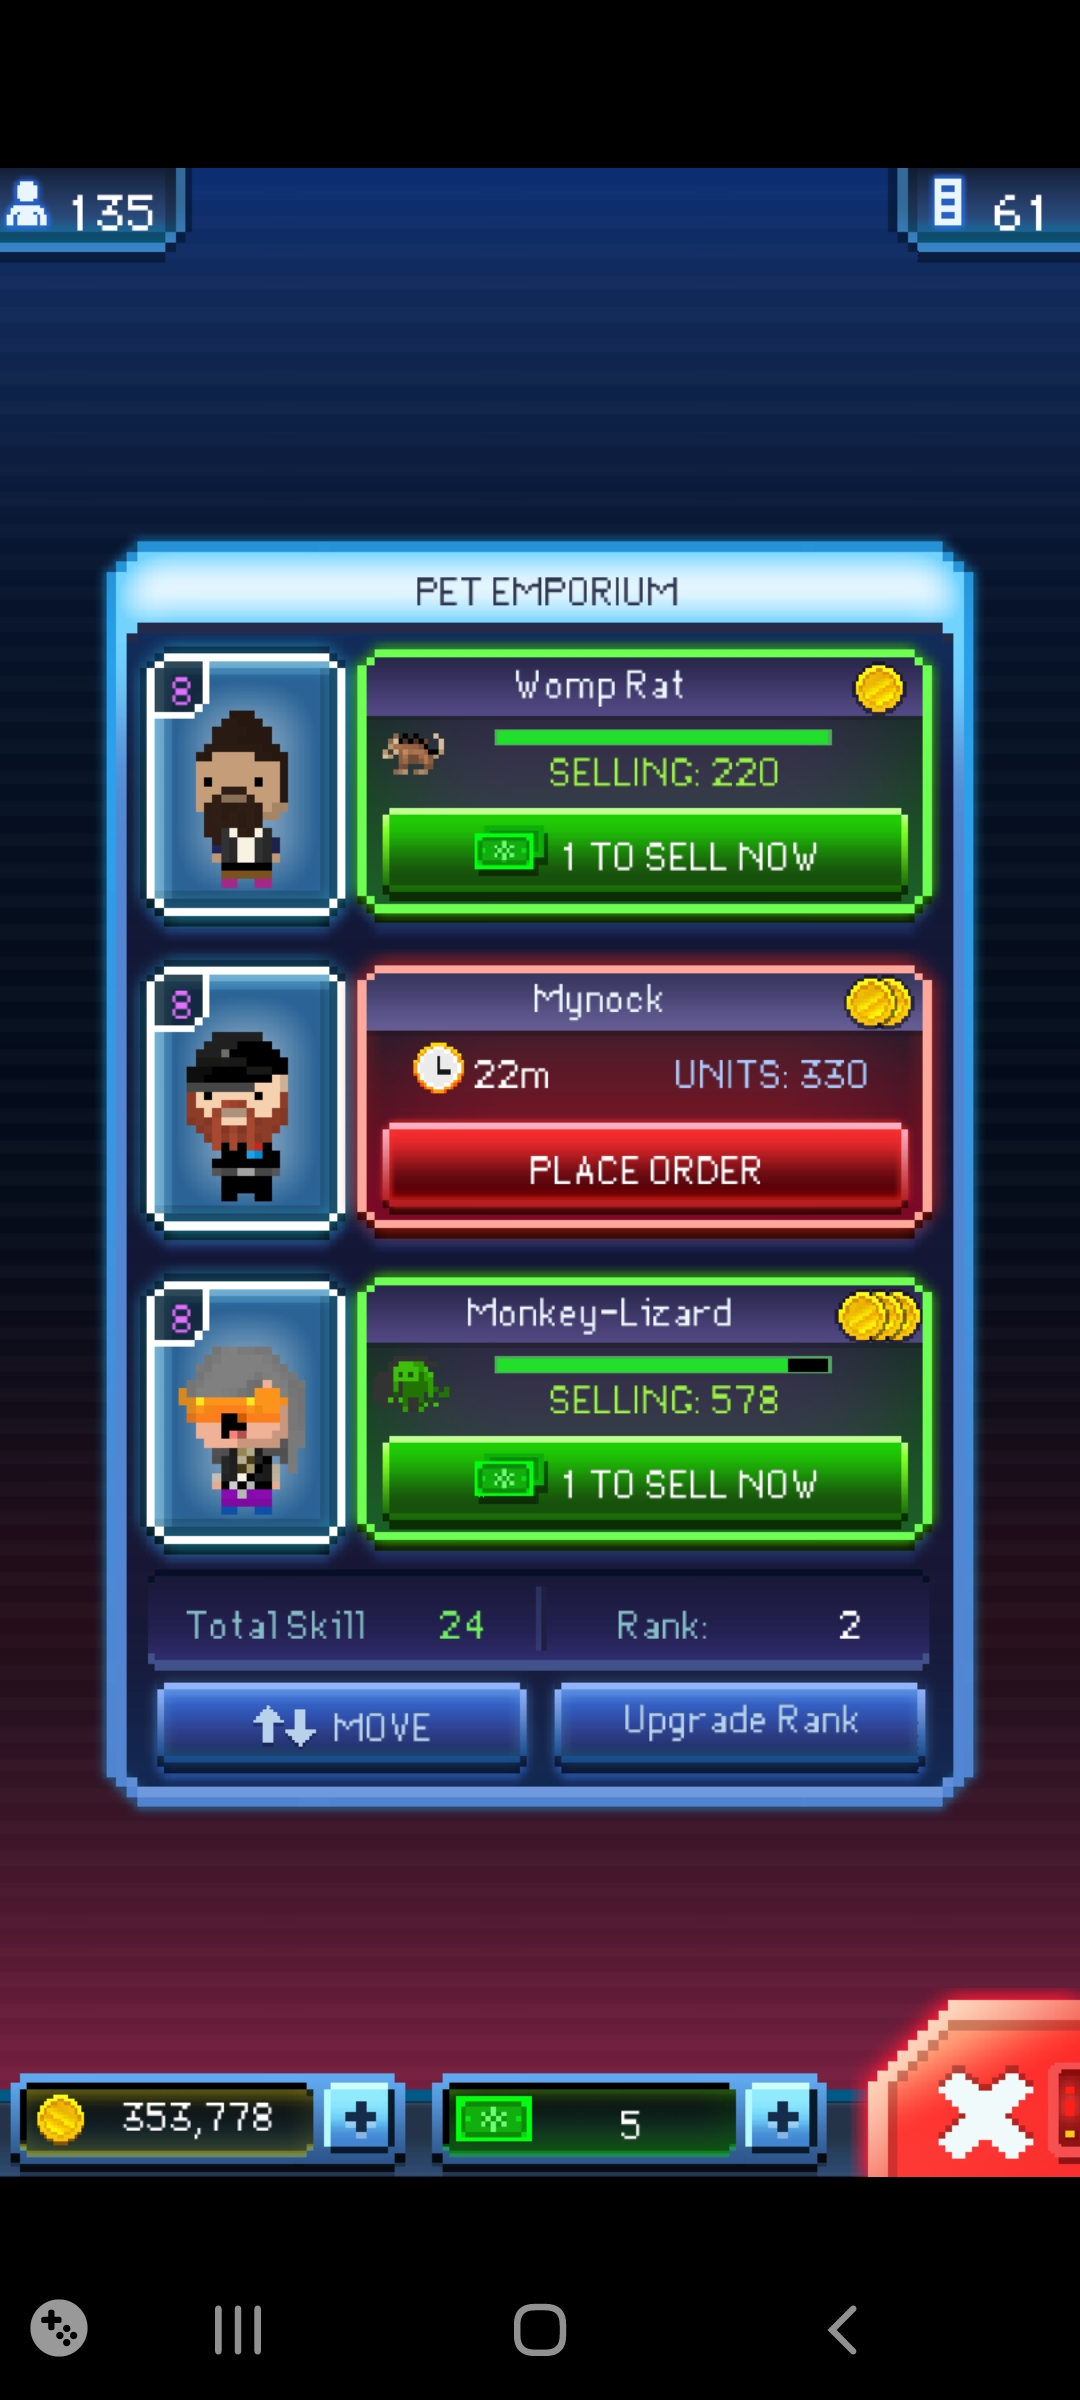 135
61
PET EMPORIUM
8
Womp Rat
SELLING: 220
1 TO SELL NOW
8
Mynock
22m UNITS: 330
PLACE ORDER
8
Monkey-Lizard
SELLING: 578
1 TO SELL NOW
Total Skill 24 Rank: 2
MOVE Upgrade Rank
353,778 5